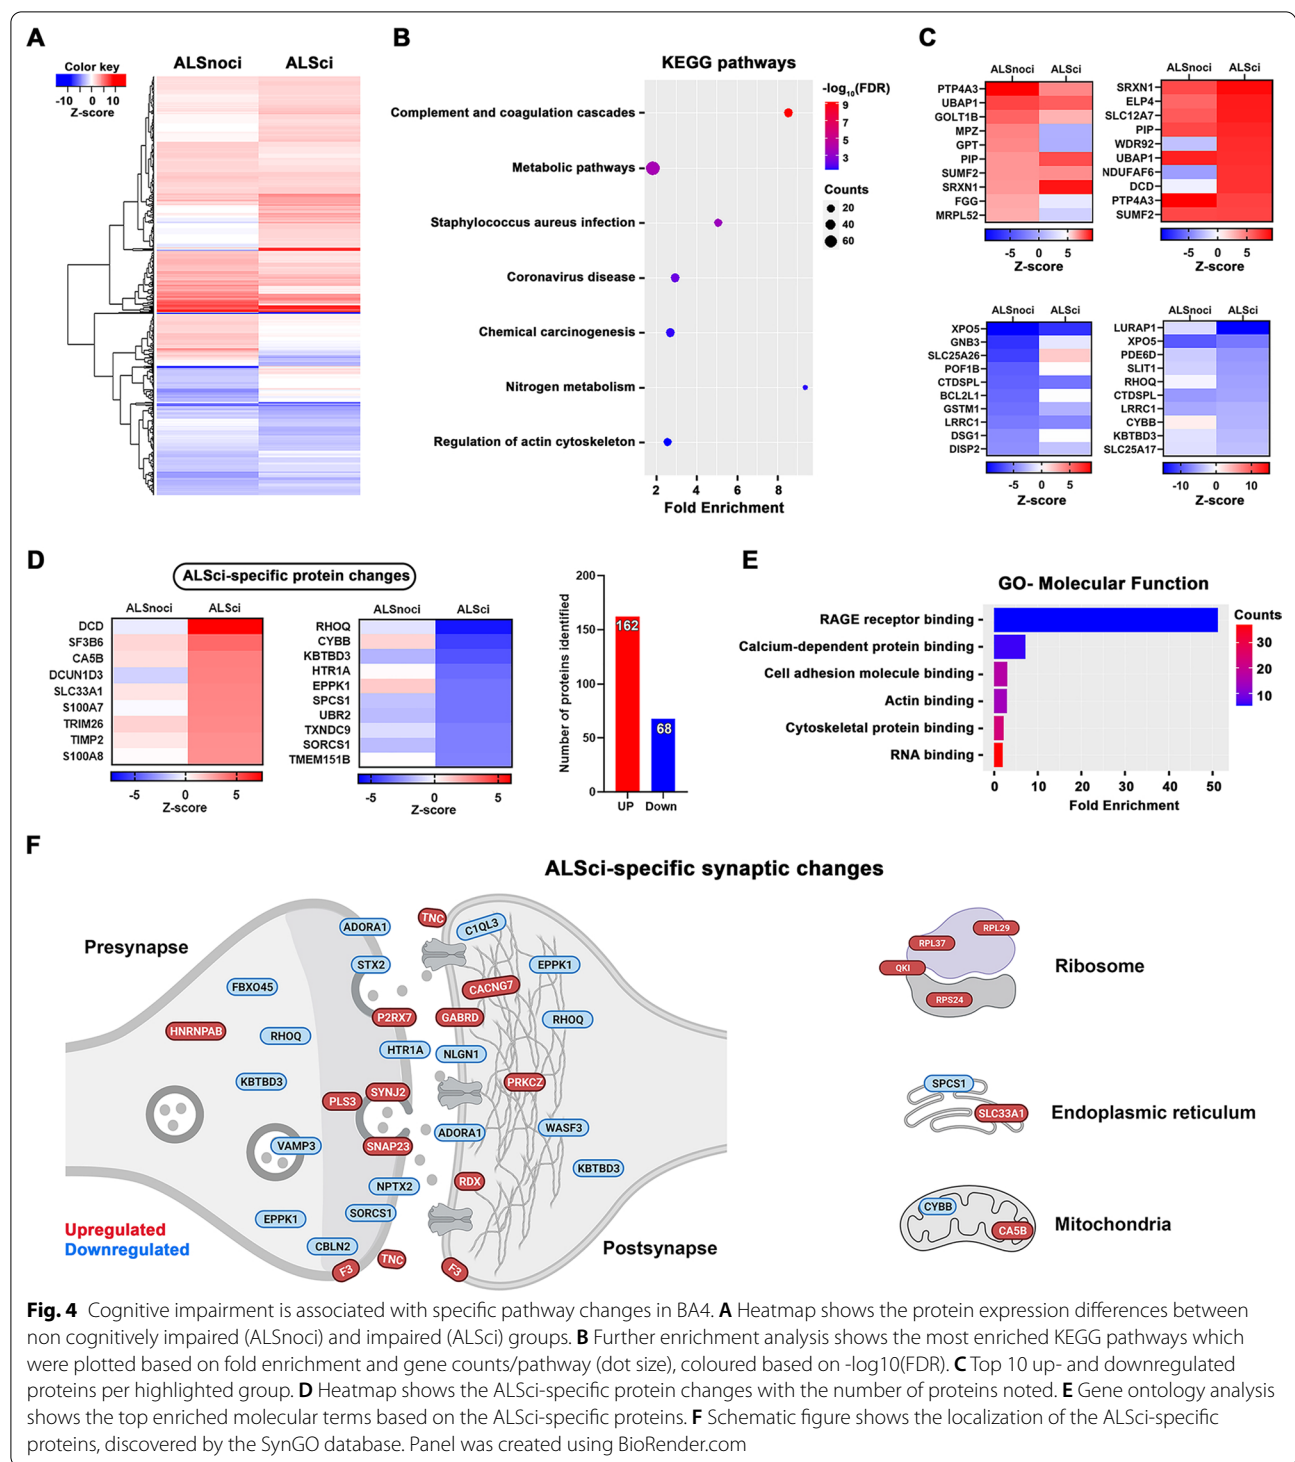 A
ALSnoci
ALSci
Color key
-10 0 10
Z-score
B
KEGG pathways
Complement and coagulation cascades
Metabolic pathways
Staphylococcus aureus infection
Coronavirus disease
Chemical carcinogenesis
Nitrogen metabolism
Regulation of actin cytoskeleton
2 4 6 8
Fold Enrichment
-log10(FDR)
9
7
5
3
Counts
20
40
60
C
ALSnoci ALSci
PTP4A3
UBAP1
GOLT1B
MPZ
GPT
PIP
SUMF2
SRXN1
FGG
MRPL52
-5 0 5
Z-score
ALSnoci ALSci
SRXN1
ELP4
SLC12A7
PIP
WDR92
UBAP1
NDUFAF6
DCD
PTP4A3
SUMF2
-5 0 5
Z-score
ALSnoci ALSci
XPO5
GNB3
SLC25A26
POF1B
CTDSPL
BCL2L1
GSTM1
LRRC1
DSG1
DISP2
-5 0 5
Z-score
ALSnoci ALSci
LURAP1
XPO5
PDE6D
SLIT1
RHOQ
CTDSPL
LRRC1
CYBB
KBTBD3
SLC25A17
-10 0 10
Z-score
D
ALSci-specific protein changes
ALSnoci ALSci
DCD
SF3B6
CA5B
DCUN1D3
SLC33A1
S100A7
TRIM26
TIMP2
S100A8
-5 0 5
Z-score
ALSnoci ALSci
RHOQ
CYBB
KBTBD3
HTR1A
EPPK1
SPCS1
UBR2
TXNDC9
SORCS1
TMEM151B
-5 0 5
Z-score
Number of proteins identified
200
150
100
50
0
162
68
UP Down
E
GO- Molecular Function
RAGE receptor binding
Calcium-dependent protein binding
Cell adhesion molecule binding
Actin binding
Cytoskeletal protein binding
RNA binding
0 10 20 30 40 50
Fold Enrichment
Counts
30
20
10
F
ALSci-specific synaptic changes
Presynapse
ADORA1
STX2
FBXO45
HNRNPAB
RHOQ
P2RX7
HTR1A
KBTBD3
PLS3
SYNJ2
VAMP3
SNAP23
NPTX2
SORCS1
EPPK1
CBLN2
F3
TNC
Upregulated
Downregulated
TNC
C1QL3
EPPK1
CACNG7
GABRD
RHOQ
NLGN1
PRKCZ
ADORA1
WASF3
KBTBD3
RDX
F3
Postsynapse
RPL29
RPL37
QKI
RPS24
Ribosome
SPCS1
SLC33A1
Endoplasmic reticulum
CYBB
CA5B
Mitochondria
Fig. 4 Cognitive impairment is associated with specific pathway changes in BA4. A Heatmap shows the protein expression differences between
non cognitively impaired (ALSnoci) and impaired (ALSci) groups. B Further enrichment analysis shows the most enriched KEGG pathways which
were plotted based on fold enrichment and gene counts/pathway (dot size), coloured based on -log10(FDR). C Top 10 up- and downregulated
proteins per highlighted group. D Heatmap shows the ALSci-specific protein changes with the number of proteins noted. E Gene ontology analysis
shows the top enriched molecular terms based on the ALSci-specific proteins. F Schematic figure shows the localization of the ALSci-specific
proteins, discovered by the SynGO database. Panel was created using BioRender.com